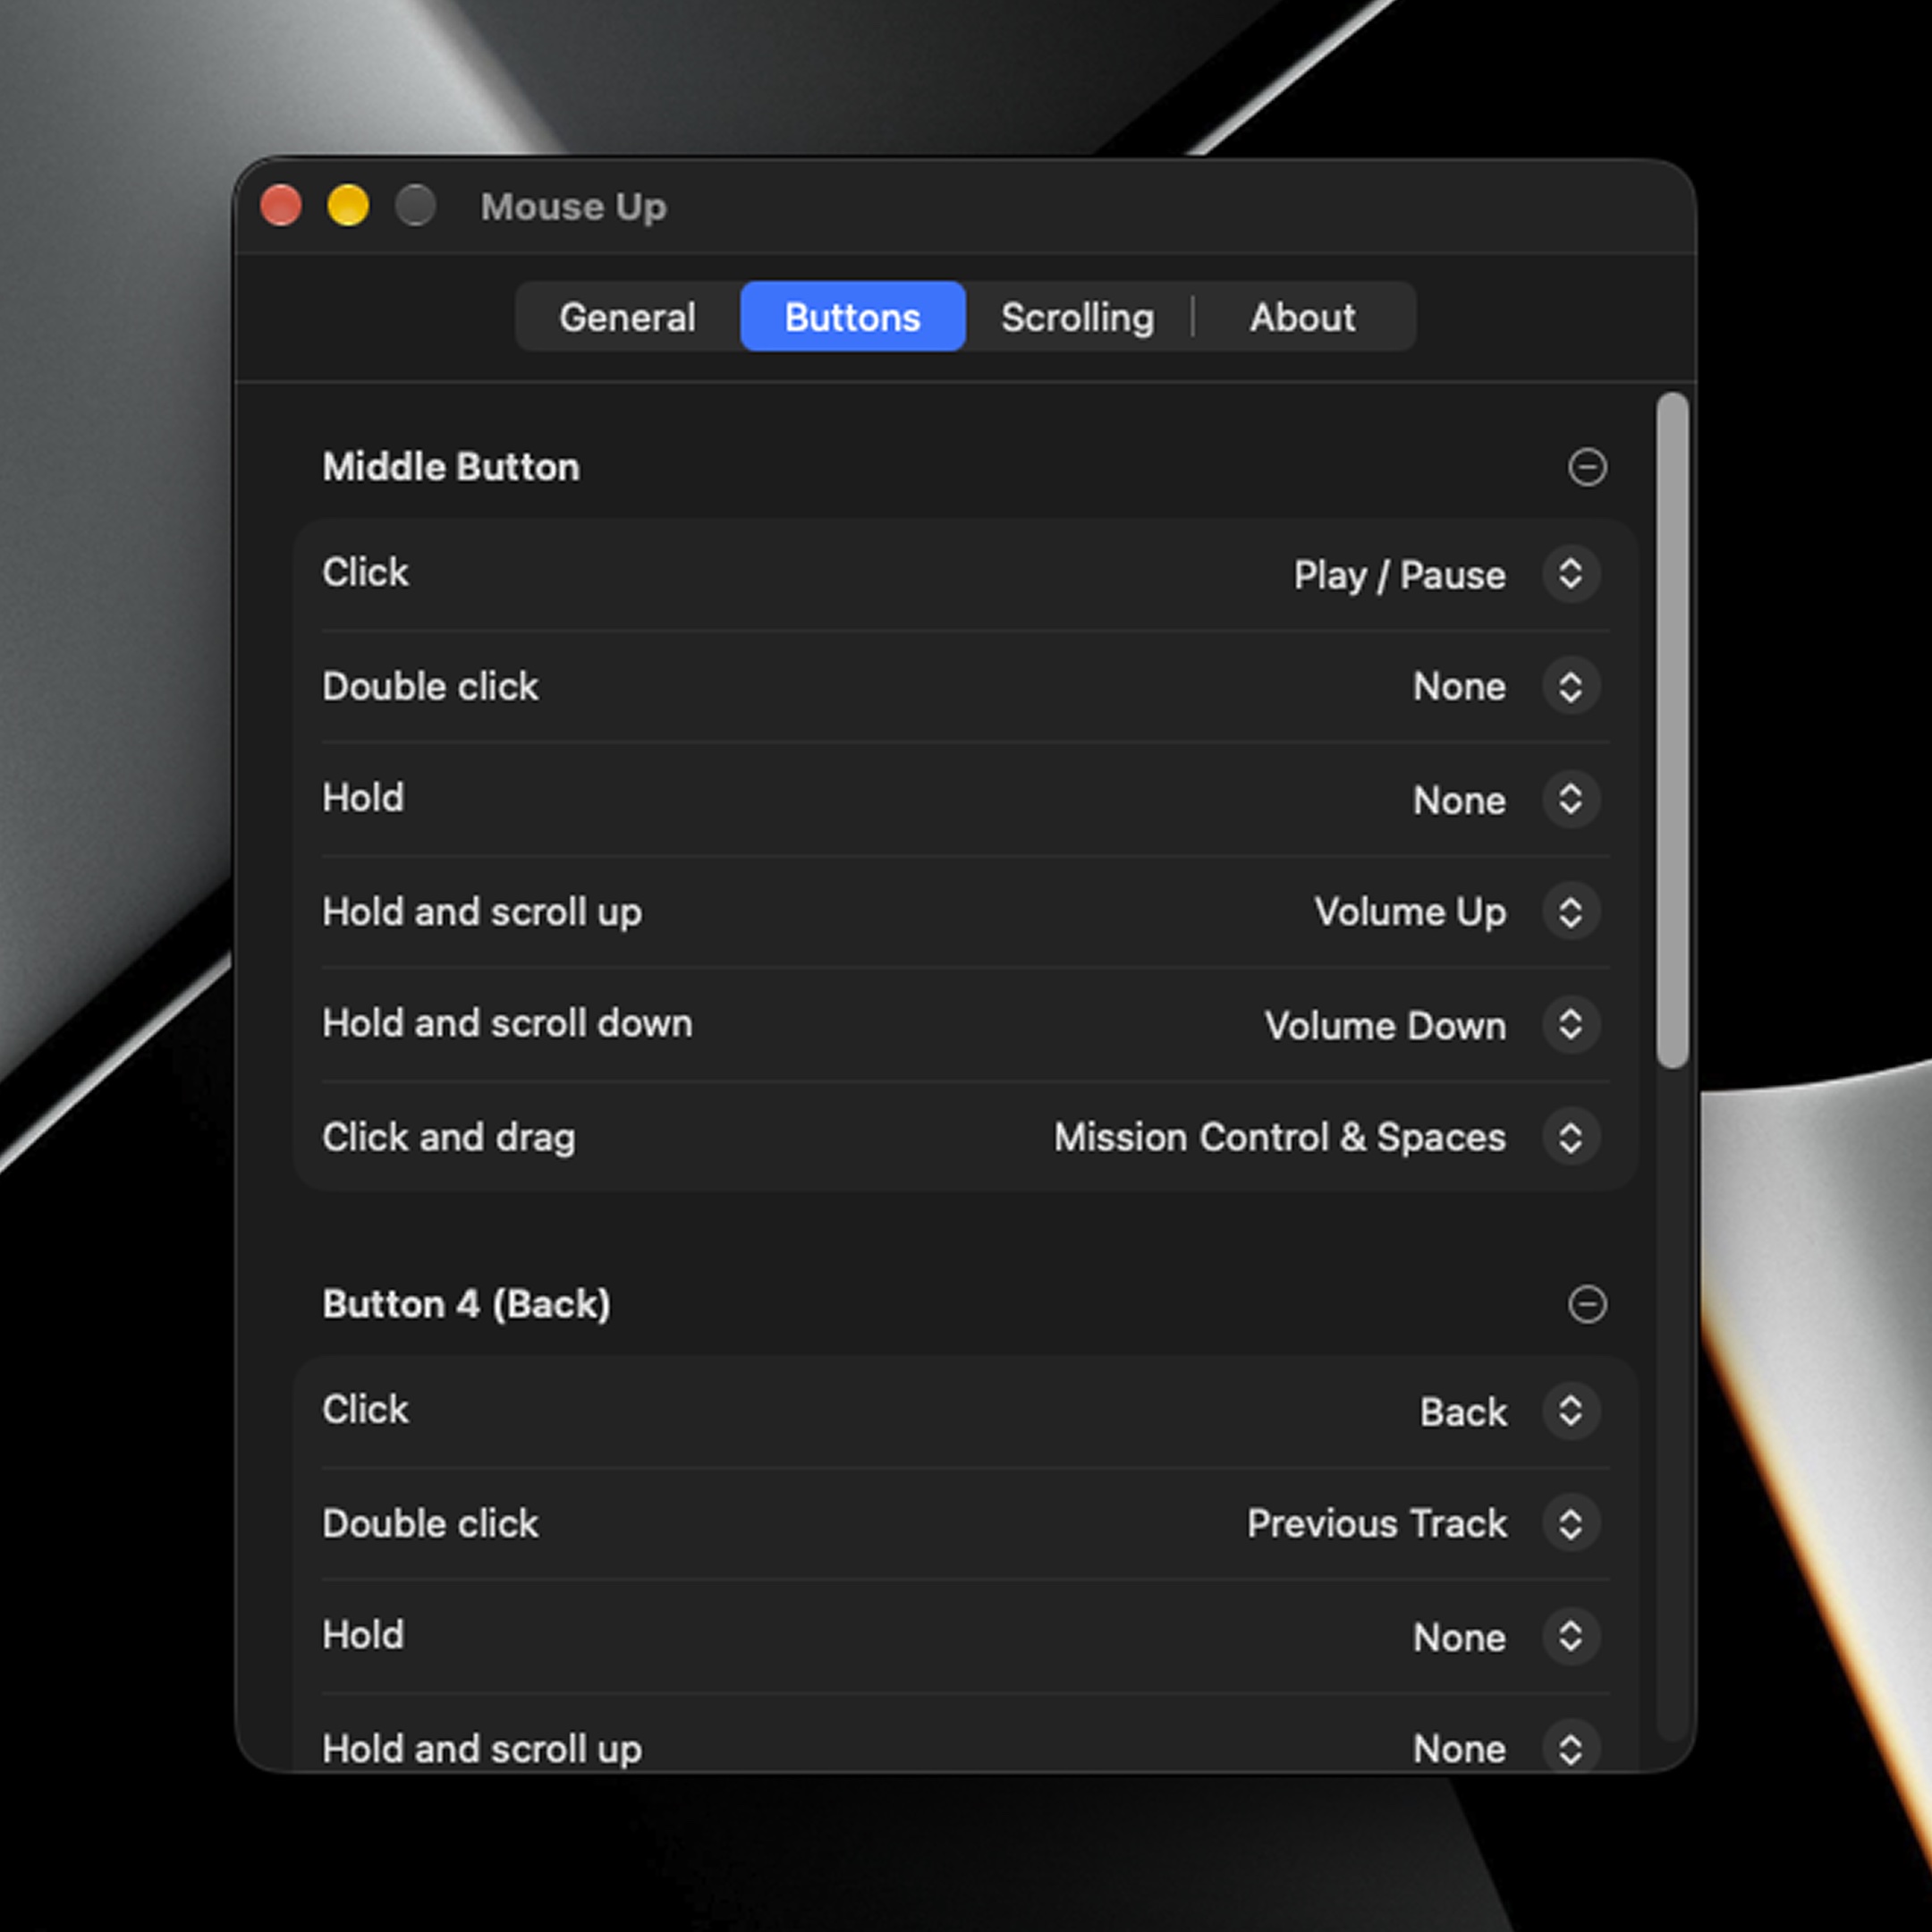 Mouse Up
General Buttons Scrolling About
Middle Button
Click Play / Pause
Double click None
Hold None
Hold and scroll up Volume Up
Hold and scroll down Volume Down
Click and drag Mission Control & Spaces
Button 4 (Back)
Click Back
Double click Previous Track
Hold None
Hold and scroll up None